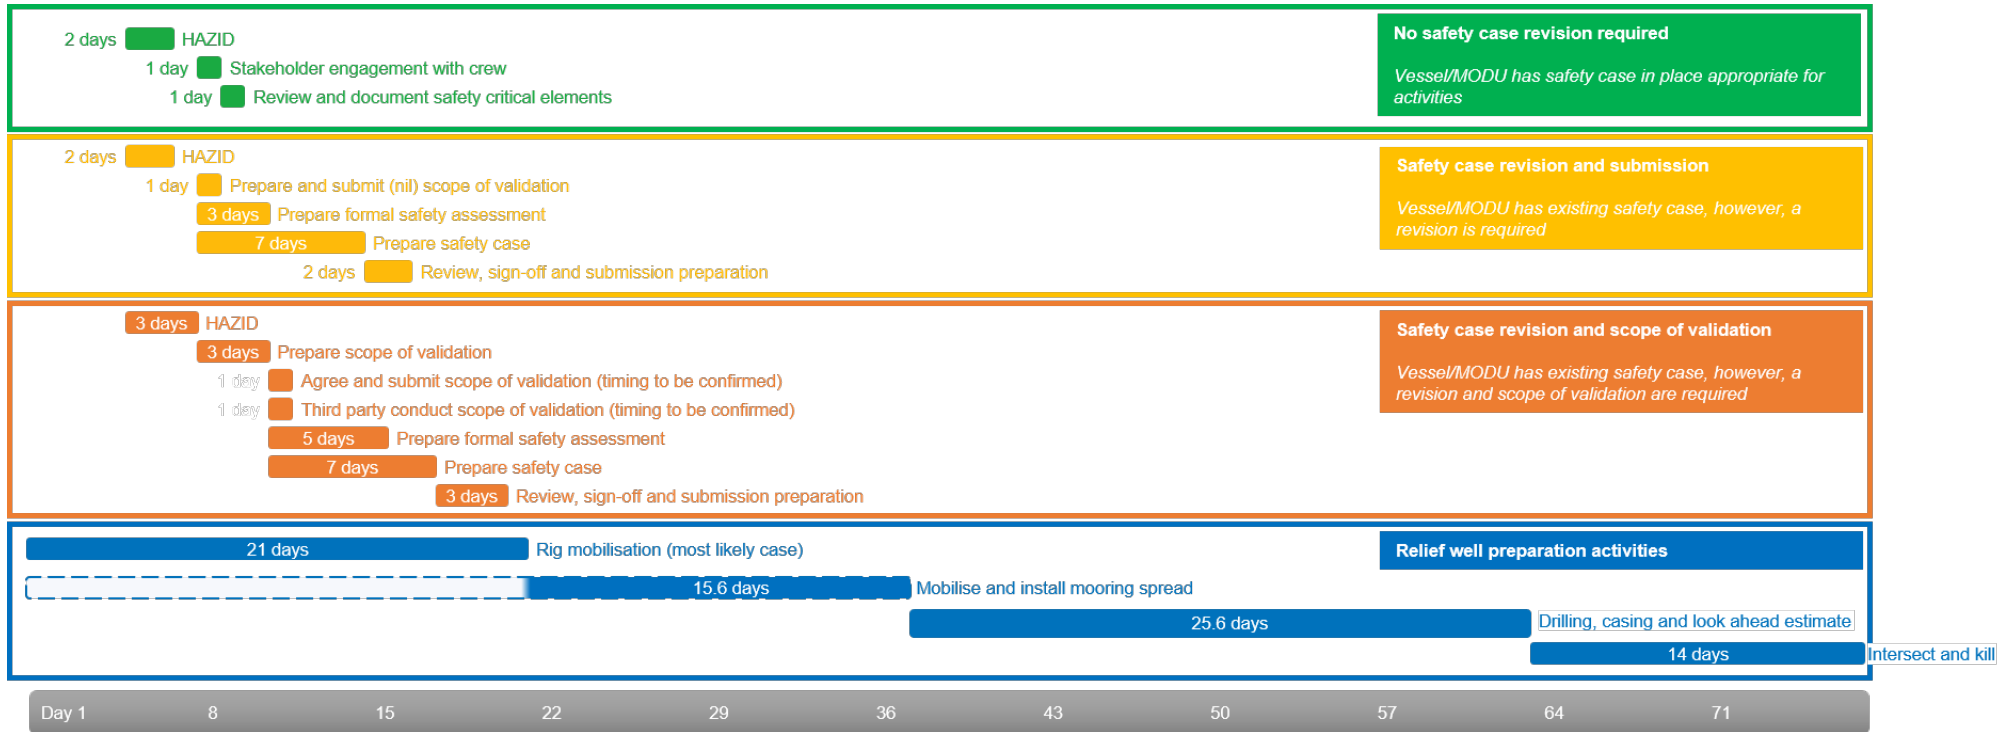 2 days HAZID
1 day Stakeholder engagement with crew
1 day Review and document safety critical elements
No safety case revision required
Vessel/MODU has safety case in place appropriate for
activities
2 days HAZID
1 day Prepare and submit (nil) scope of validation
3 days Prepare formal safety assessment
7 days Prepare safety case
2 days Review, sign-off and submission preparation
Safety case revision and submission
Vessel/MODU has existing safety case, however, a
revision is required
3 days HAZID
3 days Prepare scope of validation
1 day Agree and submit scope of validation (timing to be confirmed)
1 day Third party conduct scope of validation (timing to be confirmed)
5 days Prepare formal safety assessment
7 days Prepare safety case
3 days Review, sign-off and submission preparation
Safety case revision and scope of validation
Vessel/MODU has existing safety case, however, a
revision and scope of validation are required
21 days Rig mobilisation (most likely case)
Relief well preparation activities
15.6 days Mobilise and install mooring spread
25.6 days Drilling, casing and look ahead estimate
14 days Intersect and kill
Day 1 8 15 22 29 36 43 50 57 64 71